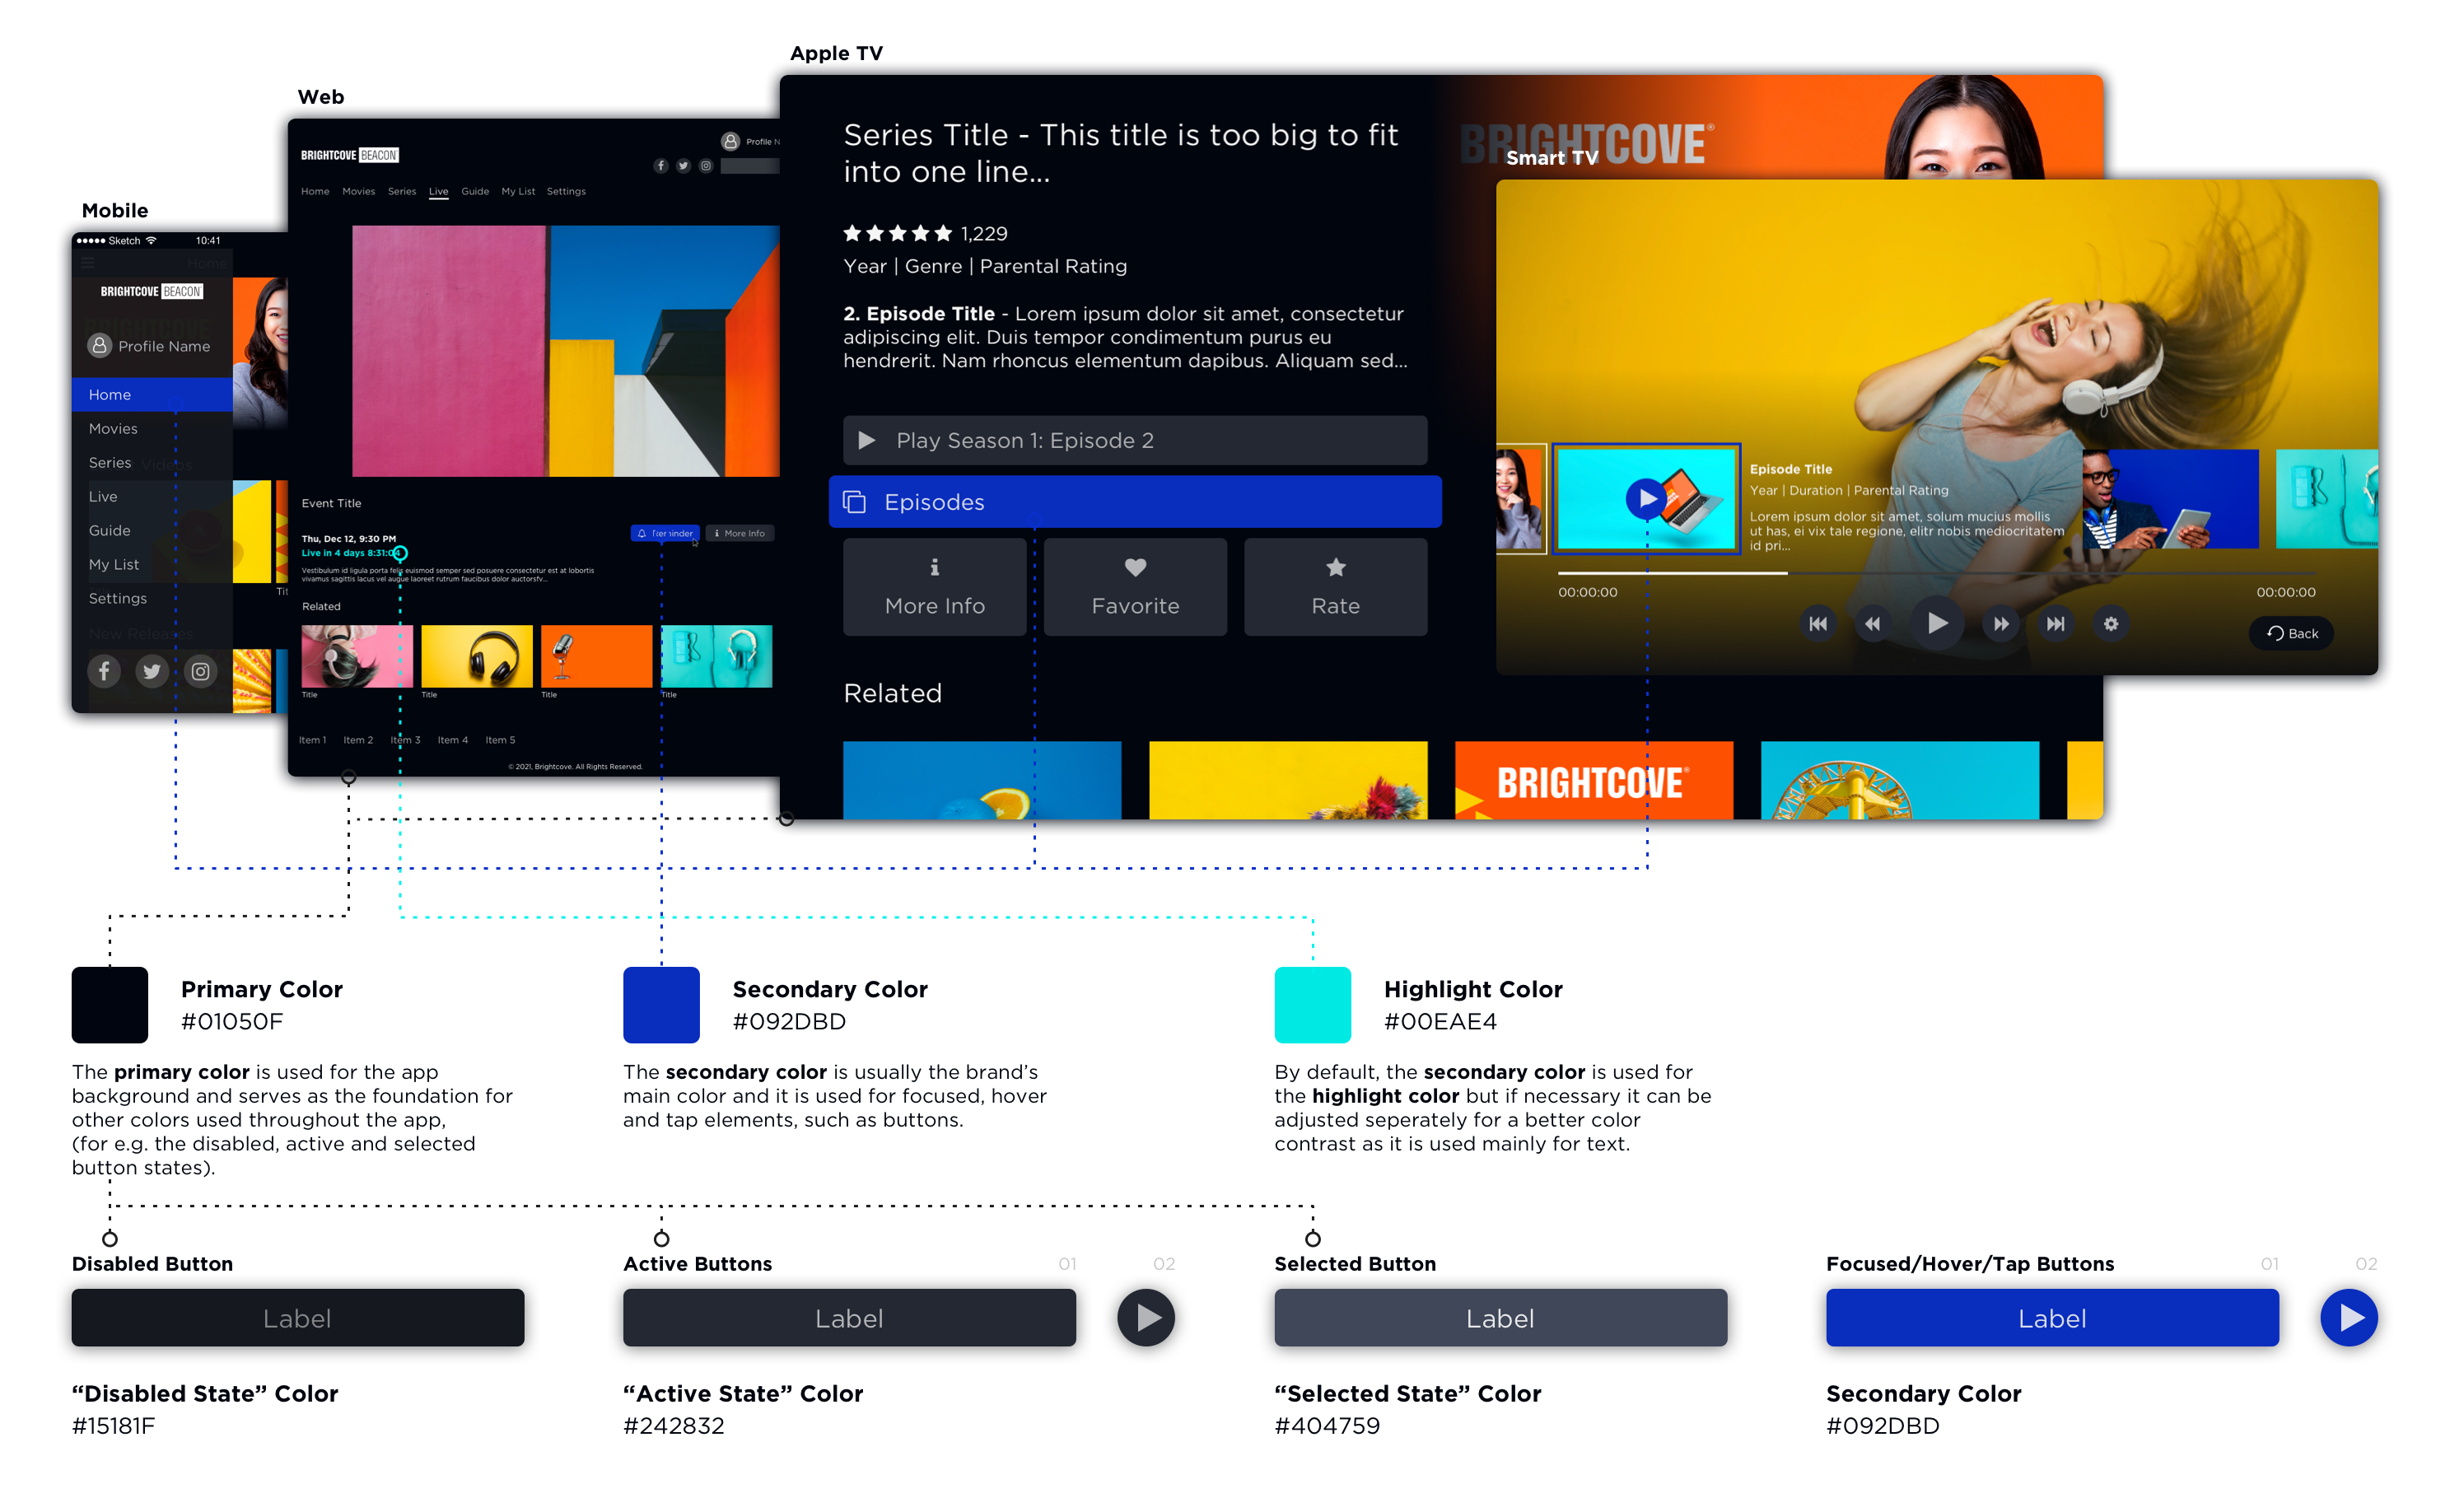 Apple TV
Web
Mobile
Smart TV
Sketch
10:41
Home
BRIGHTCOVE BEACON
Profile Name
Home
Movies
Series
Videos
Live
Guide
My List
Settings
New Releases
Tit
BRIGHTCOVE BEACON
Profile N
Home Movies Series Live Guide My List Settings
Event Title
Thu, Dec 12, 9:30 PM
Live in 4 days 8:31:04
More Info
Vestibulum id ligula porta felis euismod semper sed posuere consectetur est at lobortis
vivamus sagittis lacus vel augue laoreet rutrum faucibus dolor auctorsfv...
Related
Title Title Title Title
Item 1 Item 2 Item 3 Item 4 Item 5
© 2021, Brightcove. All Rights Reserved.
Series Title - This title is too big to fit
into one line...
1,229
Year | Genre | Parental Rating
2. Episode Title - Lorem ipsum dolor sit amet, consectetur
adipiscing elit. Duis tempor condimentum purus eu
hendrerit. Nam rhoncus elementum dapibus. Aliquam sed...
Play Season 1: Episode 2
Episodes
More Info Favorite Rate
Related
BRIGHTCOVE®
BRIGHTCOVE®
Episode Title
Year | Duration | Parental Rating
Lorem ipsum dolor sit amet, solum mucius mollis
ut has, ei vix tale regione, elitr nobis mediocritatem
id pri...
00:00:00 00:00:00
Back
Primary Color
#01050F
The primary color is used for the app
background and serves as the foundation for
other colors used throughout the app,
(for e.g. the disabled, active and selected
button states).
Secondary Color
#092DBD
The secondary color is usually the brand’s
main color and it is used for focused, hover
and tap elements, such as buttons.
Highlight Color
#00EAE4
By default, the secondary color is used for
the highlight color but if necessary it can be
adjusted seperately for a better color
contrast as it is used mainly for text.
Disabled Button
Label
“Disabled State” Color
#15181F
Active Buttons 01 02
Label
“Active State” Color
#242832
Selected Button
Label
“Selected State” Color
#404759
Focused/Hover/Tap Buttons 01 02
Label
Secondary Color
#092DBD